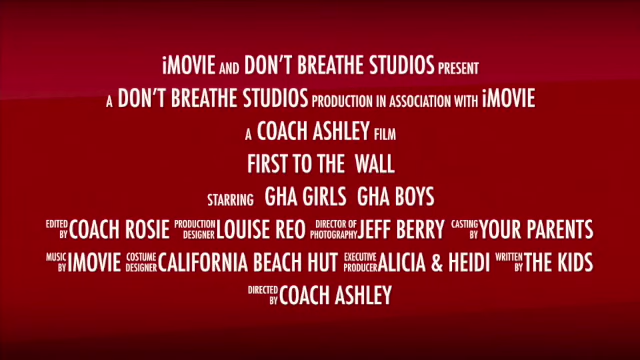 iMOVIE AND DON'T BREATHE STUDIOS PRESENT
A DON'T BREATHE STUDIOS PRODUCTION IN ASSOCIATION WITH iMOVIE
A COACH ASHLEY FILM
FIRST TO THE WALL
STARRING GHA GIRLS GHA BOYS
EDITED BY COACH ROSIE PRODUCTION DESIGNER LOUISE REO DIRECTOR OF PHOTOGRAPHY JEFF BERRY CASTING BY YOUR PARENTS
MUSIC BY IMOVIE COSTUME DESIGNER CALIFORNIA BEACH HUT EXECUTIVE PRODUCER ALICIA & HEIDI WRITTEN BY THE KIDS
DIRECTED BY COACH ASHLEY